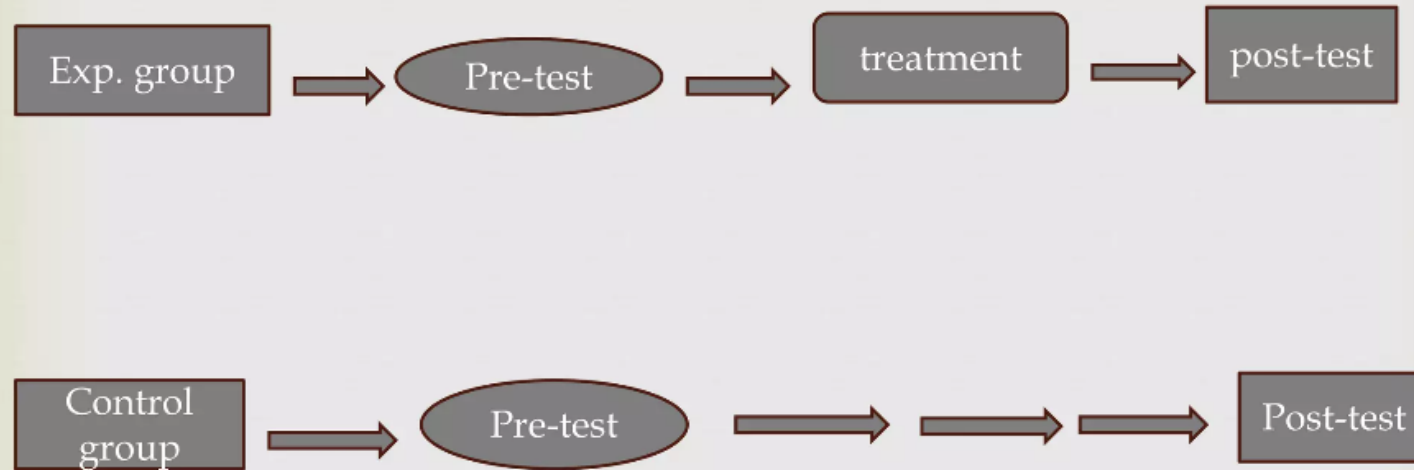 Exp. group
Pre-test
treatment
post-test
Control
group
Pre-test
Post-test